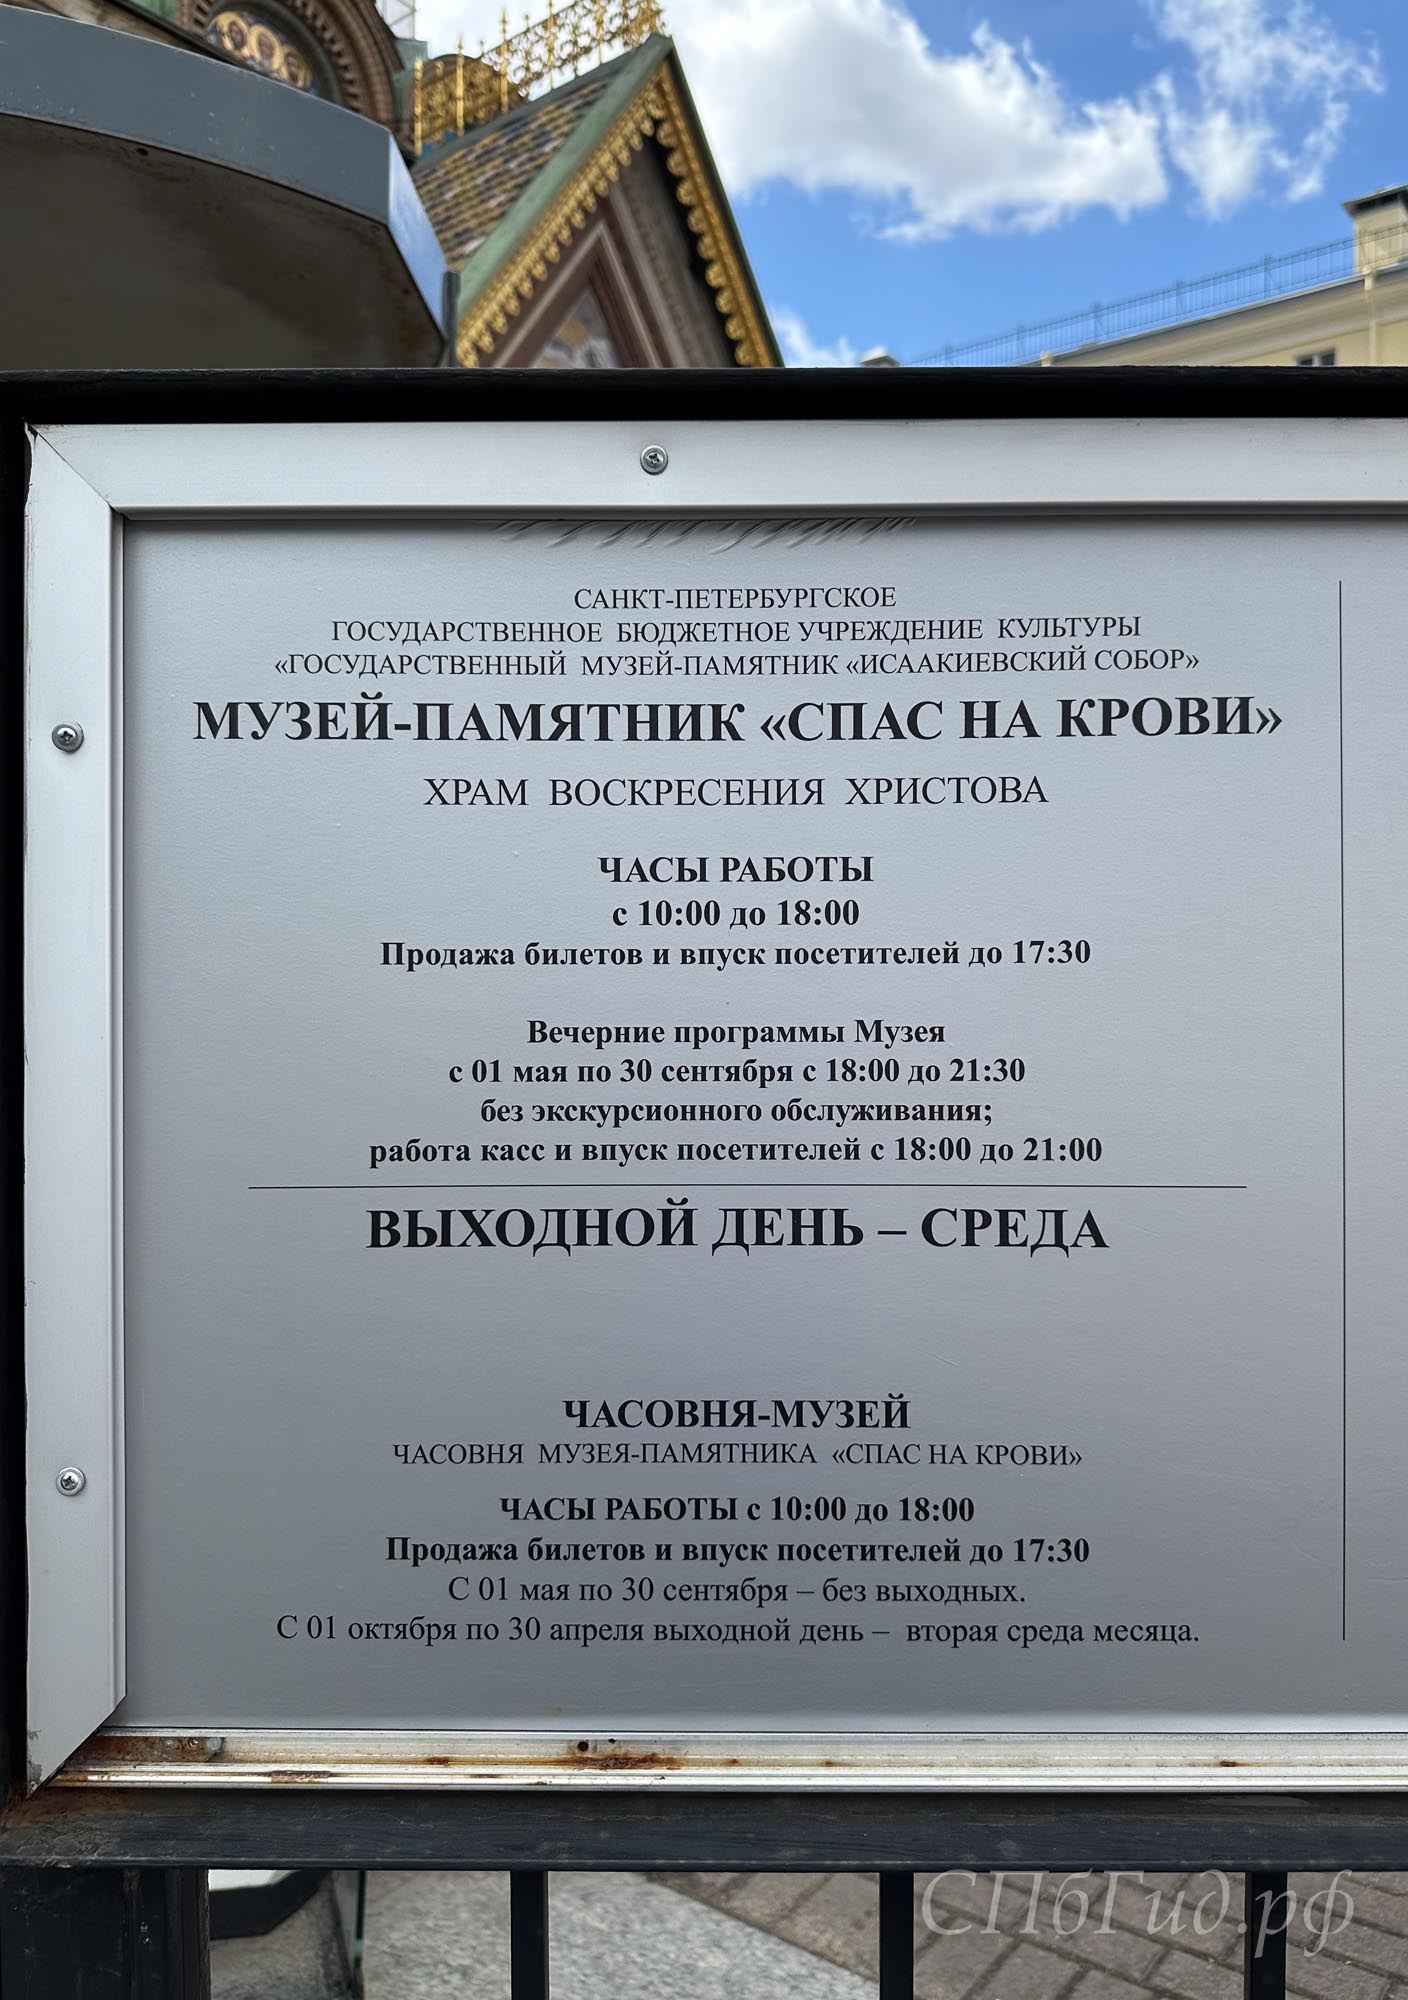 САНКТ-ПЕТЕРБУРГСКОЕ
ГОСУДАРСТВЕННОЕ БЮДЖЕТНОЕ УЧРЕЖДЕНИЕ КУЛЬТУРЫ
«ГОСУДАРСТВЕННЫЙ МУЗЕЙ-ПАМЯТНИК «ИСААКИЕВСКИЙ СОБОР»
МУЗЕЙ-ПАМЯТНИК «СПАС НА КРОВИ»
ХРАМ ВОСКРЕСЕНИЯ ХРИСТОВА
ЧАСЫ РАБОТЫ
с 10:00 до 18:00
Продажа билетов и впуск посетителей до 17:30
Вечерние программы Музея
с 01 мая по 30 сентября с 18:00 до 21:30
без экскурсионного обслуживания;
работа касс и впуск посетителей с 18:00 до 21:00
ВЫХОДНОЙ ДЕНЬ – СРЕДА
ЧАСОВНЯ-МУЗЕЙ
ЧАСОВНЯ МУЗЕЯ-ПАМЯТНИКА «СПАС НА КРОВИ»
ЧАСЫ РАБОТЫ с 10:00 до 18:00
Продажа билетов и впуск посетителей до 17:30
С 01 мая по 30 сентября – без выходных.
С 01 октября по 30 апреля выходной день – вторая среда месяца.
СПбГид.рф